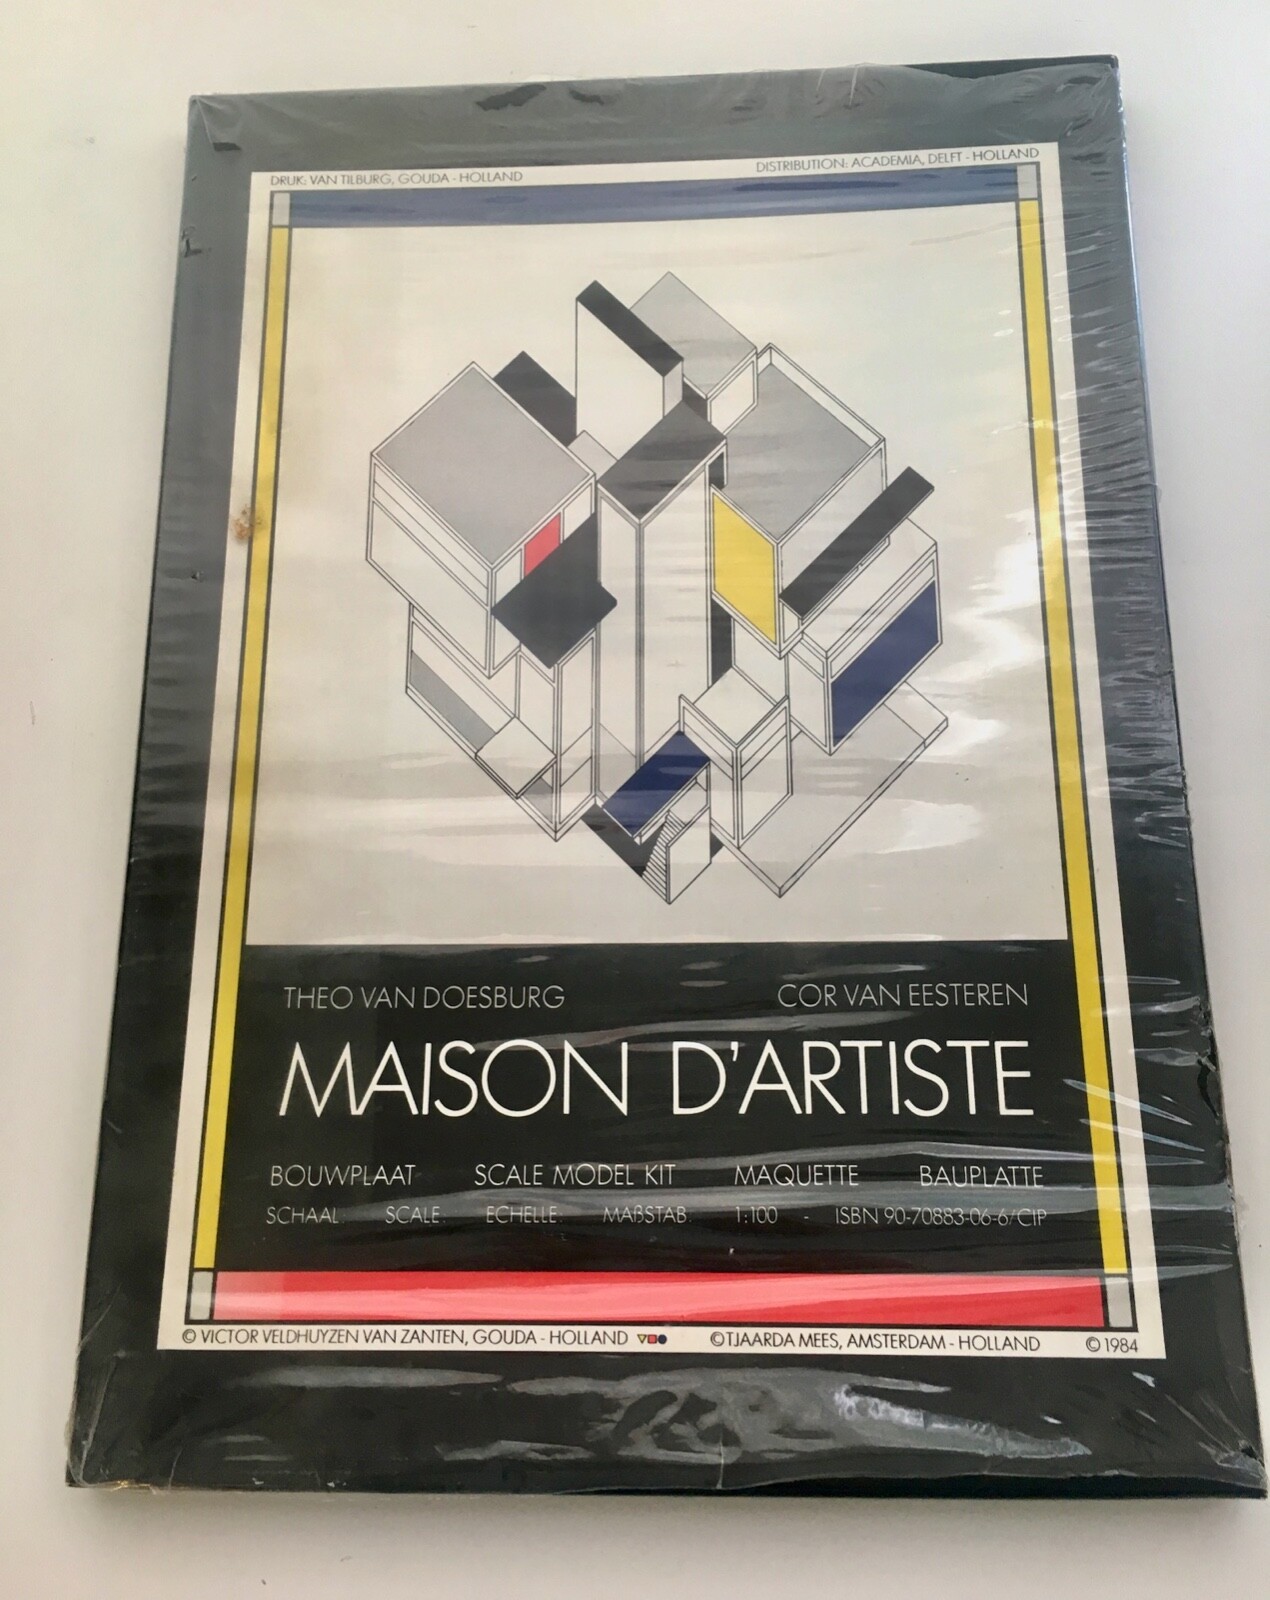 DRUK: VAN TILBURG, GOUDA - HOLLAND
DISTRIBUTION: ACADEMIA, DELFT - HOLLAND
THEO VAN DOESBURG
COR VAN EESTEREN
MAISON D'ARTISTE
BOUWPLAAT SCALE MODEL KIT MAQUETTE BAUPLATTE
SCHAAL: SCALE: ECHELLE: MAßSTAB: 1:100 - ISBN 90-70883-06-6/CIP
© VICTOR VELDHUYZEN VAN ZANTEN, GOUDA - HOLLAND
© TJAARDA MEES, AMSTERDAM - HOLLAND
© 1984